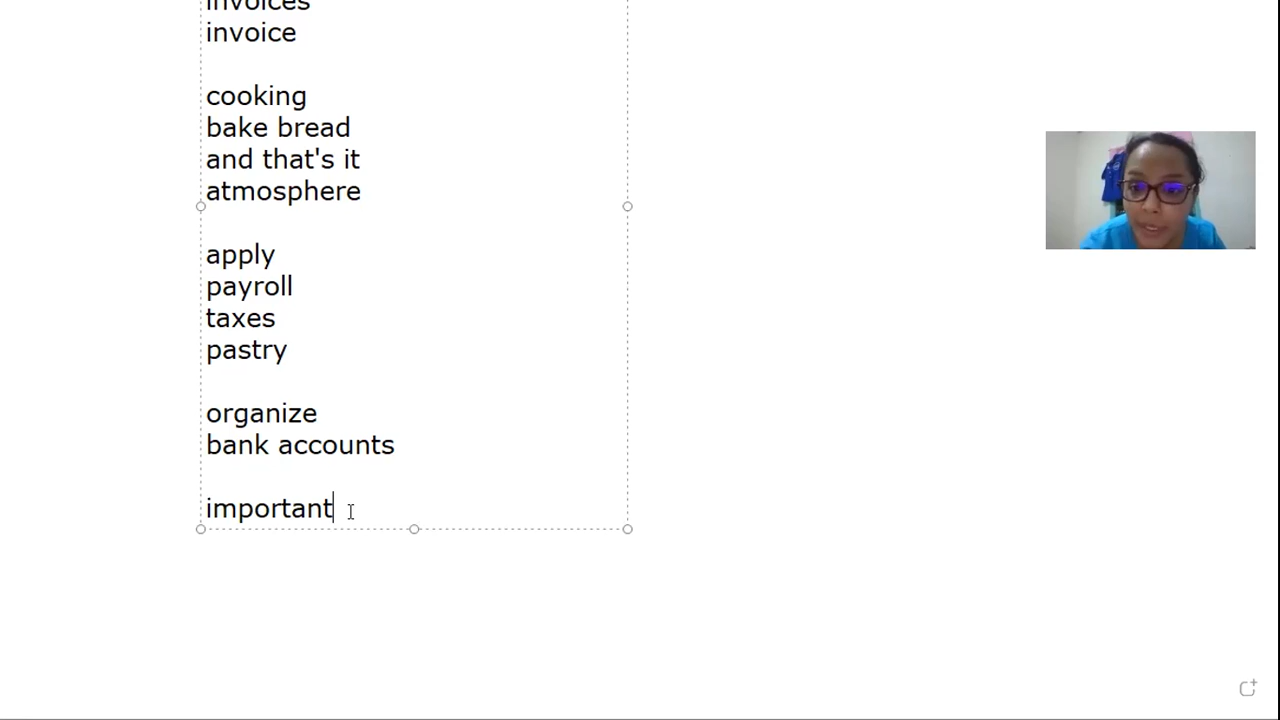 invoices
invoice
cooking
bake bread
and that's it
atmosphere
apply
payroll
taxes
pastry
organize
bank accounts
important